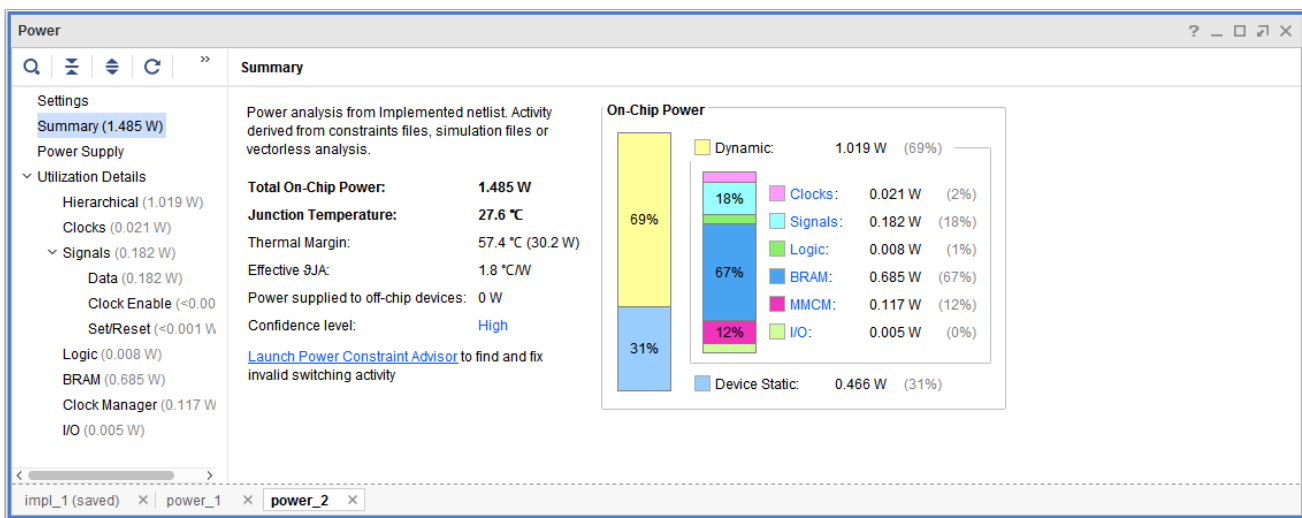 Power
Summary
Settings
Summary (1.485 W)
Power Supply
Utilization Details
Hierarchical (1.019 W)
Clocks (0.021 W)
Signals (0.182 W)
Data (0.182 W)
Clock Enable (<0.00
Set/Reset (<0.001 W
Logic (0.008 W)
BRAM (0.685 W)
Clock Manager (0.117 W
I/O (0.005 W)
Power analysis from Implemented netlist. Activity
derived from constraints files, simulation files or
vectorless analysis.
Total On-Chip Power: 1.485 W
Junction Temperature: 27.6 °C
Thermal Margin: 57.4 °C (30.2 W)
Effective ϑJA: 1.8 °C/W
Power supplied to off-chip devices: 0 W
Confidence level: High
Launch Power Constraint Advisor to find and fix
invalid switching activity
On-Chip Power
69%
31%
Dynamic: 1.019 W (69%)
18%
67%
12%
Clocks: 0.021 W (2%)
Signals: 0.182 W (18%)
Logic: 0.008 W (1%)
BRAM: 0.685 W (67%)
MMCM: 0.117 W (12%)
I/O: 0.005 W (0%)
Device Static: 0.466 W (31%)
impl_1 (saved) power_1 power_2